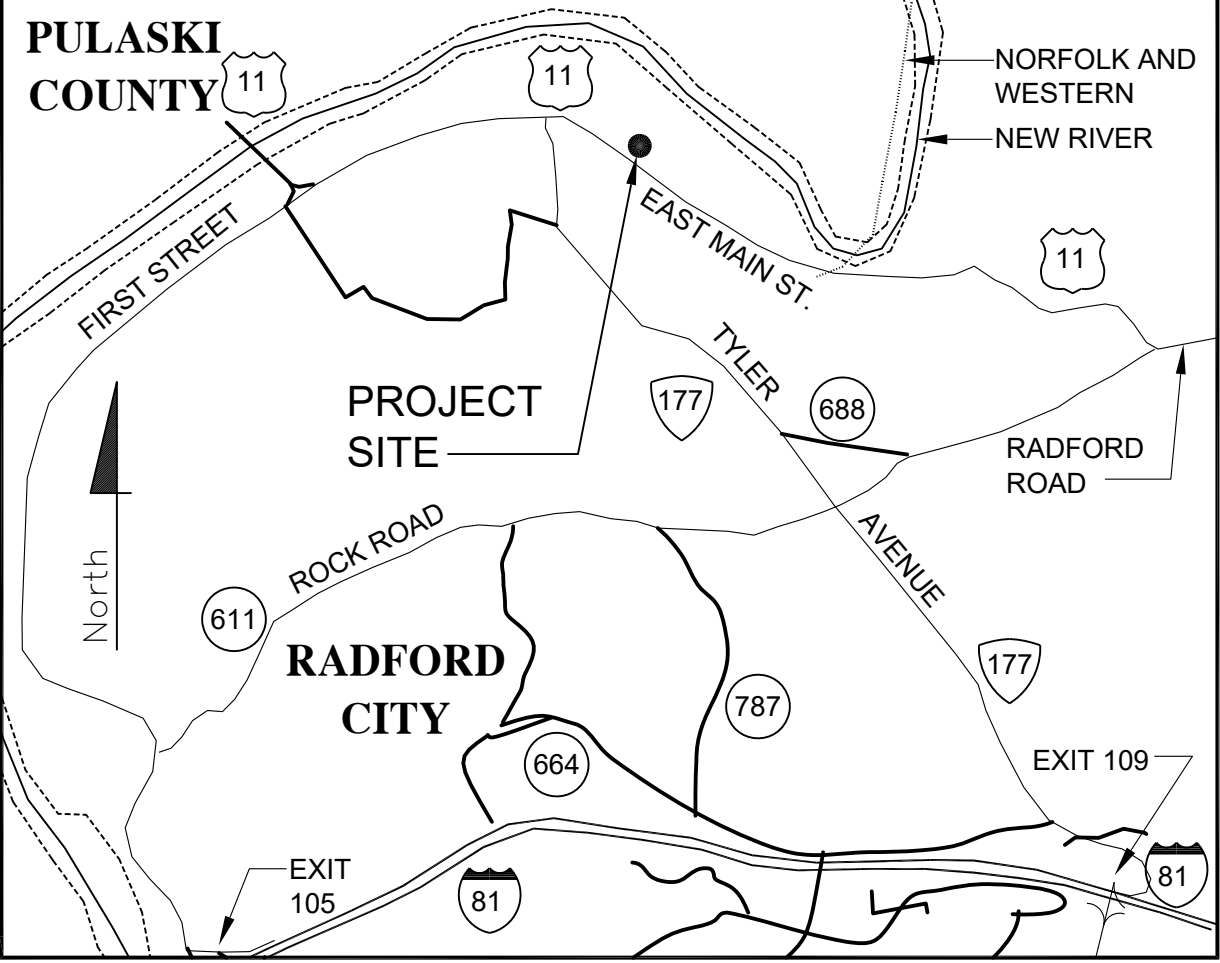 PULASKI
COUNTY
11
11
NORFOLK AND
WESTERN
NEW RIVER
FIRST STREET
EAST MAIN ST.
11
PROJECT
SITE
177
TYLER
688
RADFORD
ROAD
North
ROCK ROAD
AVENUE
611
RADFORD
CITY
177
787
664
EXIT 109
EXIT
105
81
81